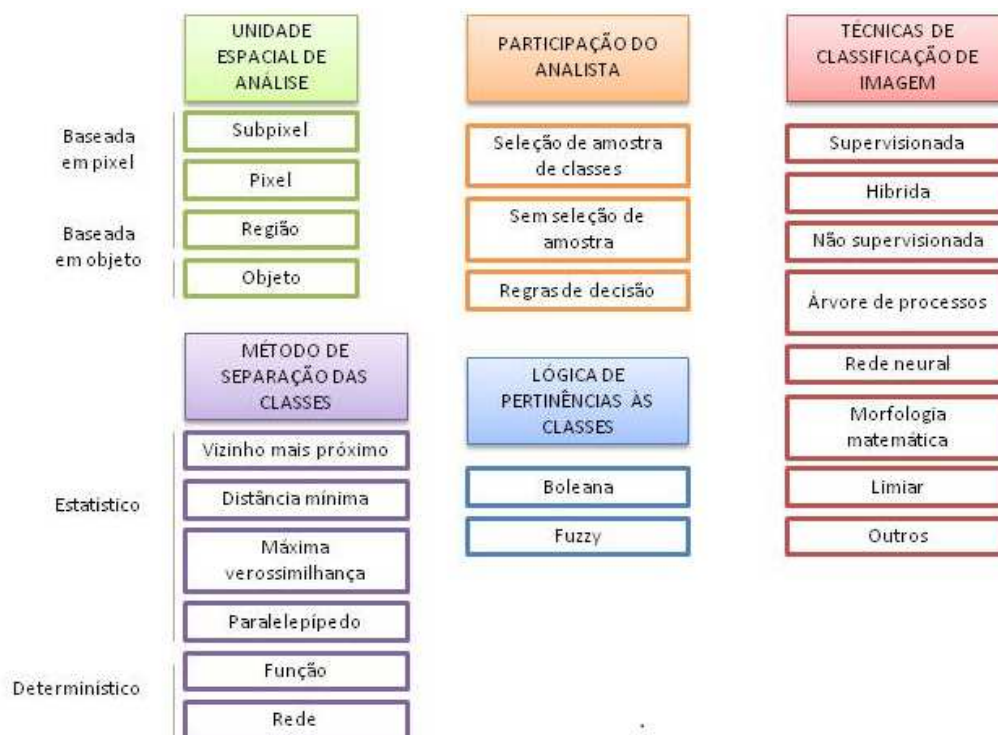 UNIDADE
ESPACIAL DE
ANÁLISE
Baseada
em pixel
Subpixel
Pixel
Baseada
em objeto
Região
Objeto
MÉTODO DE
SEPARAÇÃO DAS
CLASSES
Estatístico
Vizinho mais próximo
Distância mínima
Máxima
verossimilhança
Paralelepípedo
Determinístico
Função
Rede
PARTICIPAÇÃO DO
ANALISTA
Seleção de amostra
de classes
Sem seleção de
amostra
Regras de decisão
LÓGICA DE
PERTINÊNCIAS ÀS
CLASSES
Boleana
Fuzzy
TÉCNICAS DE
CLASSIFICAÇÃO DE
IMAGEM
Supervisionada
Hibrida
Não supervisionada
Árvore de processos
Rede neural
Morfologia
matemática
Limiar
Outros